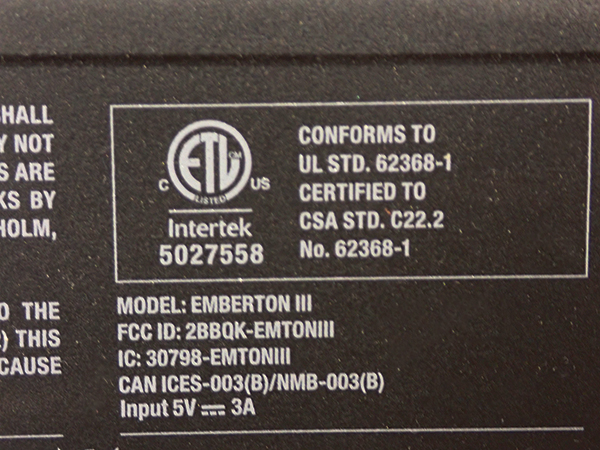 SHALL
Y NOT
S ARE
KS BY
HOLM,
O THE
) THIS
CAUSE
C ETL CM US
LISTED
Intertek
5027558
CONFORMS TO
UL STD. 62368-1
CERTIFIED TO
CSA STD. C22.2
No. 62368-1
MODEL: EMBERTON III
FCC ID: 2BBQK-EMTONIII
IC: 30798-EMTONIII
CAN ICES-003(B)/NMB-003(B)
Input 5V ⎓ 3A